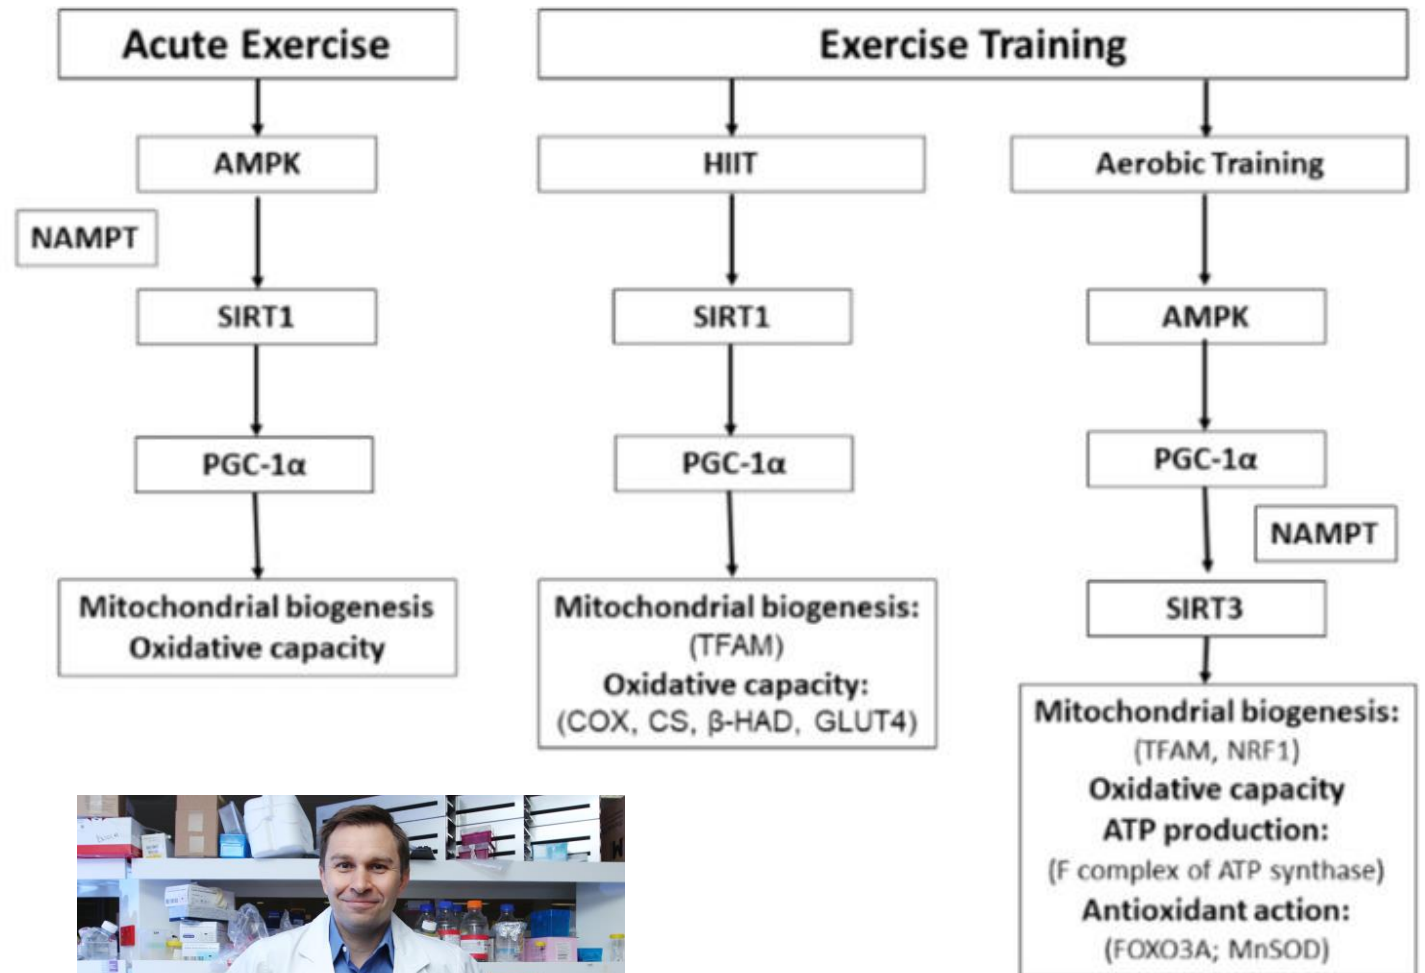 Acute Exercise
AMPK
NAMPT
SIRT1
PGC-1α
Mitochondrial biogenesis
Oxidative capacity
Exercise Training
HIIT
SIRT1
PGC-1α
Mitochondrial biogenesis:
(TFAM)
Oxidative capacity:
(COX, CS, β-HAD, GLUT4)
Aerobic Training
AMPK
PGC-1α
NAMPT
SIRT3
Mitochondrial biogenesis:
(TFAM, NRF1)
Oxidative capacity
ATP production:
(F complex of ATP synthase)
Antioxidant action:
(FOXO3A; MnSOD)